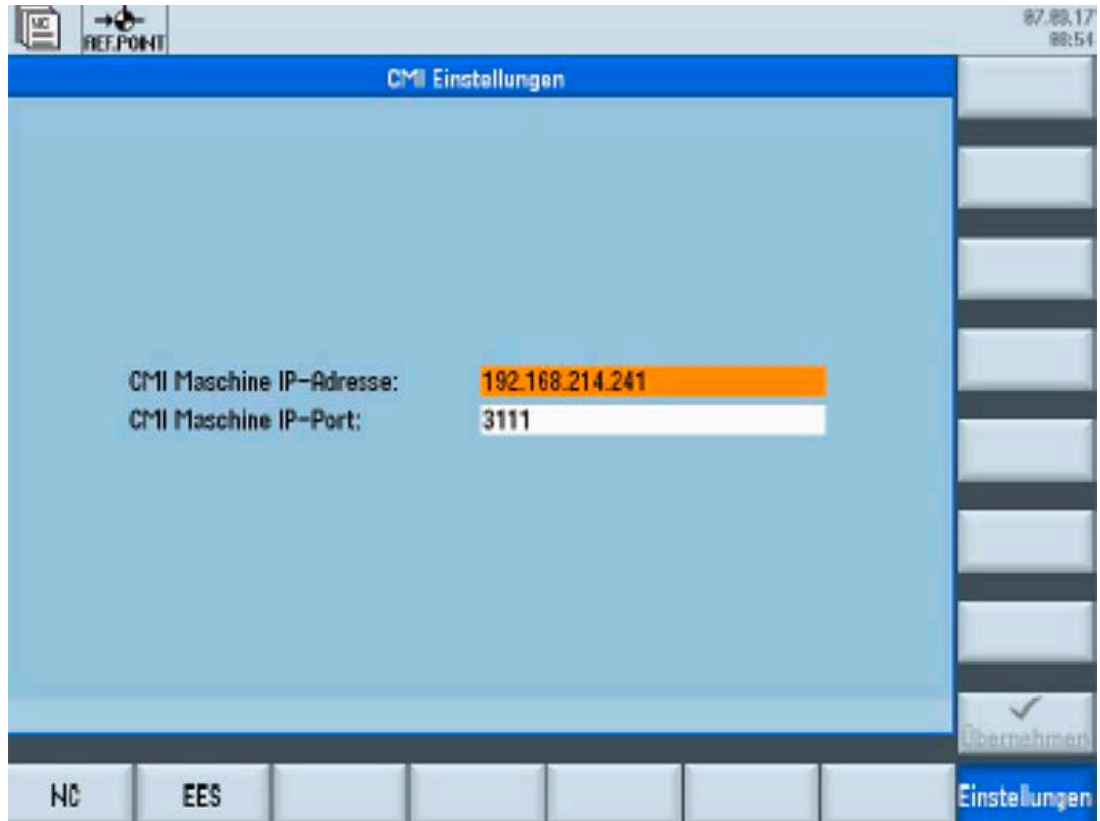 NC
REF.POINT
07.09.17
08:54
CMI Einstellungen
CMI Maschine IP-Adresse: 192.168.214.241
CMI Maschine IP-Port: 3111
Übernehmen
NC EES Einstellungen